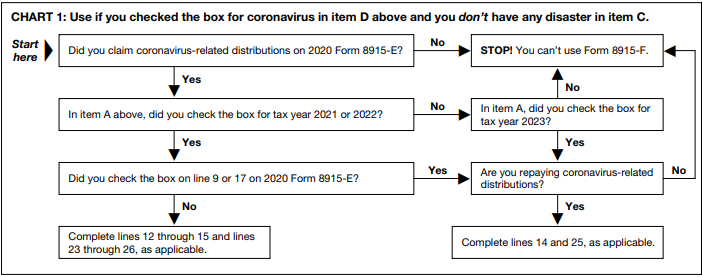 CHART 1: Use if you checked the box for coronavirus in item D above and you don't have any disaster in item C.
Start
here
Did you claim coronavirus-related distributions on 2020 Form 8915-E?
No
STOP! You can't use Form 8915-F.
Yes
No
In item A above, did you check the box for tax year 2021 or 2022?
No
In item A, did you check the box for
tax year 2023?
Yes
Yes
Did you check the box on line 9 or 17 on 2020 Form 8915-E?
Yes
Are you repaying coronavirus-related
distributions?
No
No
Yes
Complete lines 12 through 15 and lines
23 through 26, as applicable.
Complete lines 14 and 25, as applicable.